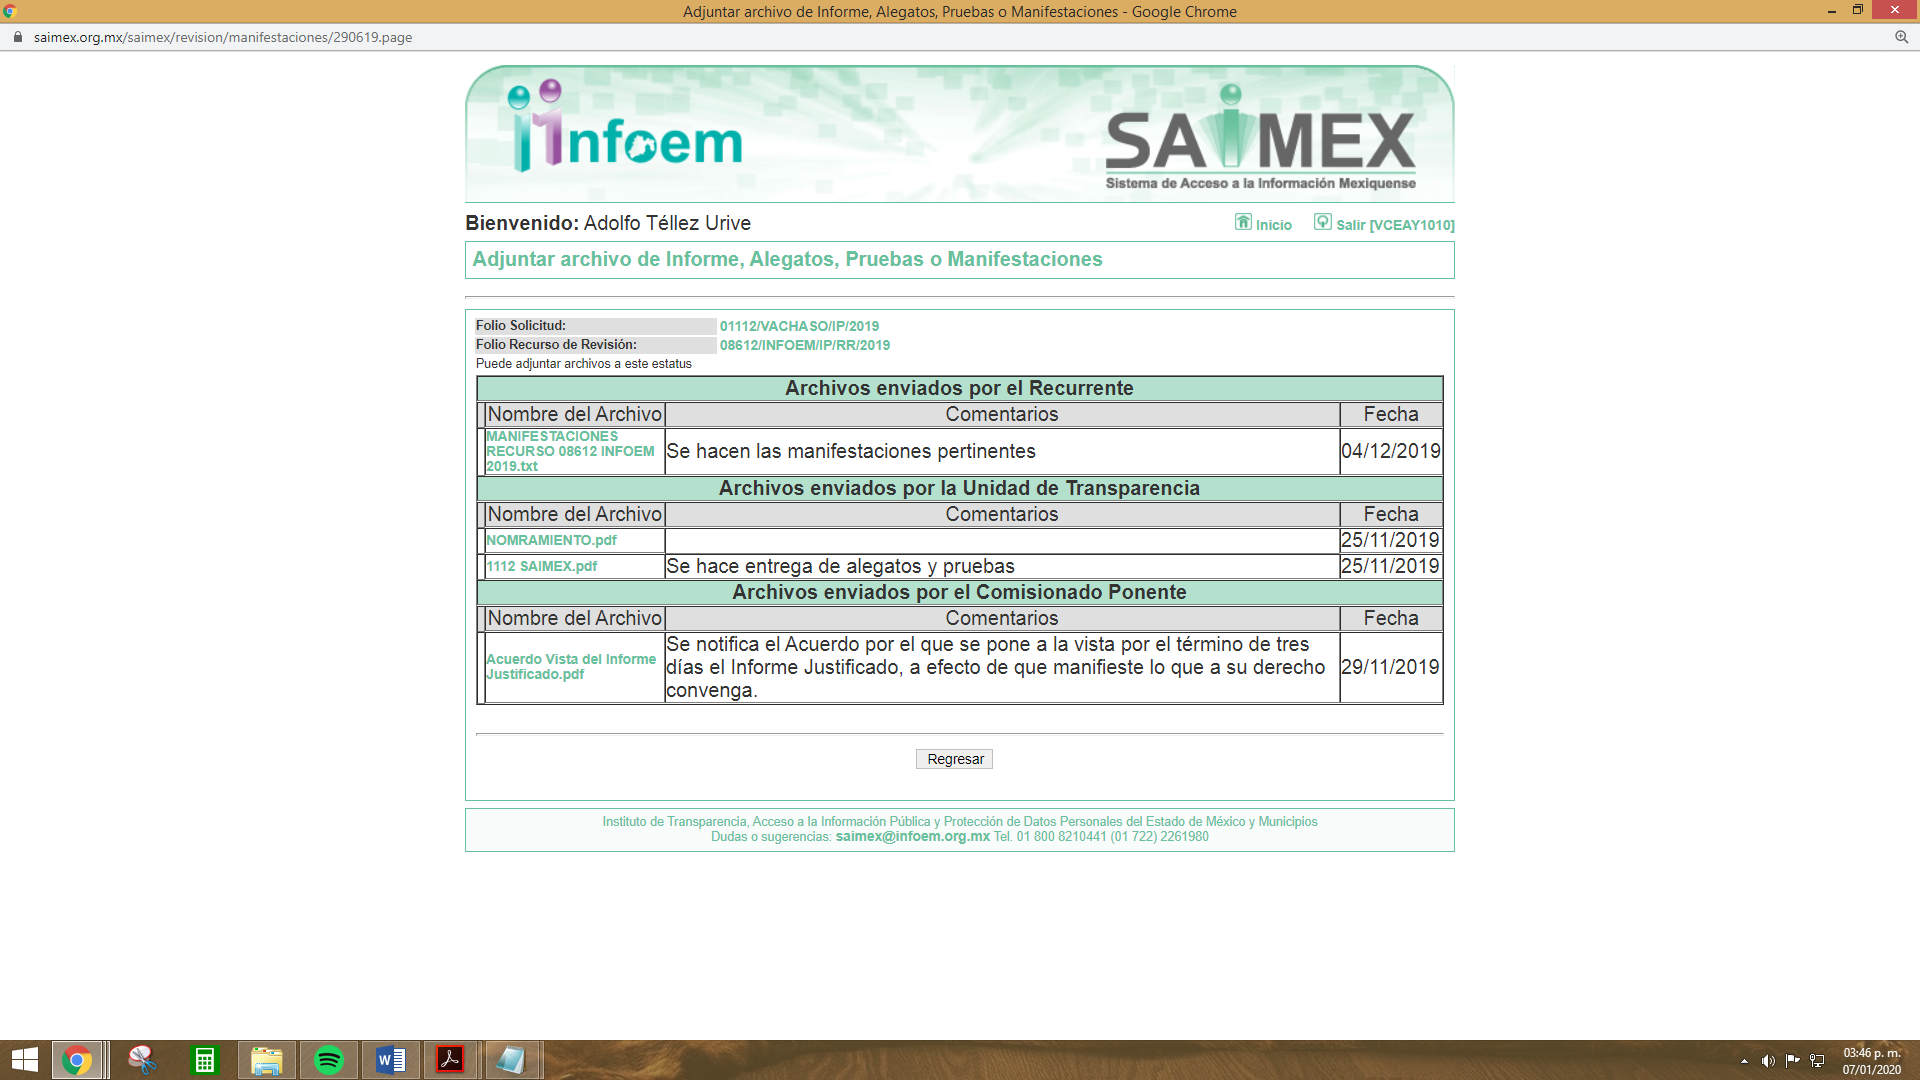 Adjuntar archivo de Informe, Alegatos, Pruebas o Manifestaciones - Google Chrome
saimex.org.mx/saimex/revision/manifestaciones/290619.page
infoem
SAIMEX
Sistema de Acceso a la Información Mexiquense
Bienvenido: Adolfo Téllez Urive
Inicio Salir [VCEAY1010]
Adjuntar archivo de Informe, Alegatos, Pruebas o Manifestaciones
Folio Solicitud: 01112/VACHASO/IP/2019
Folio Recurso de Revisión: 08612/INFOEM/IP/RR/2019
Puede adjuntar archivos a este estatus
Archivos enviados por el Recurrente
Nombre del Archivo Comentarios Fecha
MANIFESTACIONES
RECURSO 08612 INFOEM
2019.txt
Se hacen las manifestaciones pertinentes 04/12/2019
Archivos enviados por la Unidad de Transparencia
Nombre del Archivo Comentarios Fecha
NOMRAMIENTO.pdf 25/11/2019
1112 SAIMEX.pdf Se hace entrega de alegatos y pruebas 25/11/2019
Archivos enviados por el Comisionado Ponente
Nombre del Archivo Comentarios Fecha
Acuerdo Vista del Informe
Justificado.pdf
Se notifica el Acuerdo por el que se pone a la vista por el término de tres
días el Informe Justificado, a efecto de que manifieste lo que a su derecho
convenga.
29/11/2019
Regresar
Instituto de Transparencia, Acceso a la Información Pública y Protección de Datos Personales del Estado de México y Municipios
Dudas o sugerencias: saimex@infoem.org.mx Tel. 01 800 8210441 (01 722) 2261980
03:46 p. m.
07/01/2020